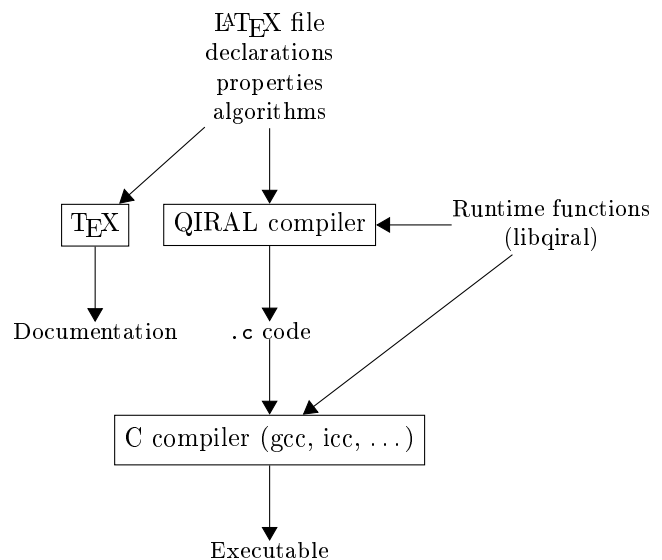 LATEX file
declarations
properties
algorithms
TEX
QIRAL compiler
Runtime functions
(libqiral)
Documentation
.c code
C compiler (gcc, icc, ...)
Executable